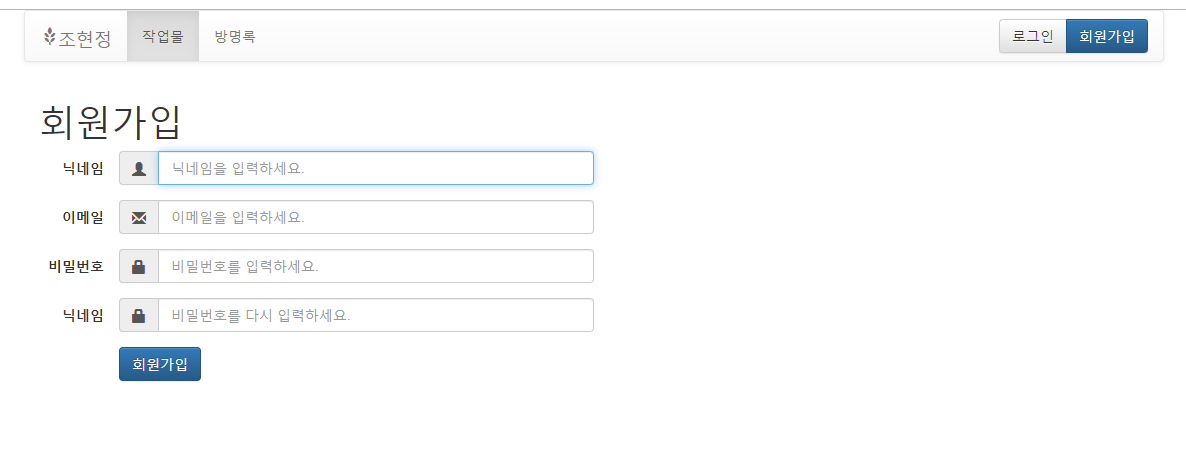 조현정 작업물 방명록 로그인 회원가입
회원가입
닉네임 닉네임을 입력하세요.
이메일 이메일을 입력하세요.
비밀번호 비밀번호를 입력하세요.
닉네임 비밀번호를 다시 입력하세요.
회원가입